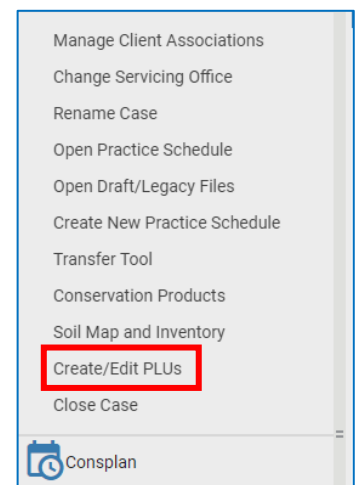 Manage Client Associations
Change Servicing Office
Rename Case
Open Practice Schedule
Open Draft/Legacy Files
Create New Practice Schedule
Transfer Tool
Conservation Products
Soil Map and Inventory
Create/Edit PLUs
Close Case
Consplan